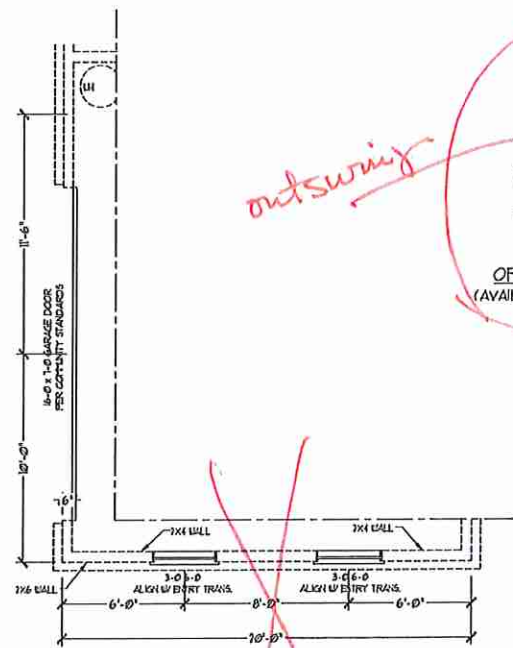 WH
outswing
OP
(AVAI
11'-6"
16-0 x 7-0 GARAGE DOOR
PER COMMUNITY STANDARDS
10'-0"
6"
2X4 WALL
2X4 WALL
2X6 WALL
3-0 6-0
3-0 6-0
ALIGN W/ ENTRY TRANS.
ALIGN W/ ENTRY TRANS.
6'-0"
8'-0"
6'-0"
20'-0"